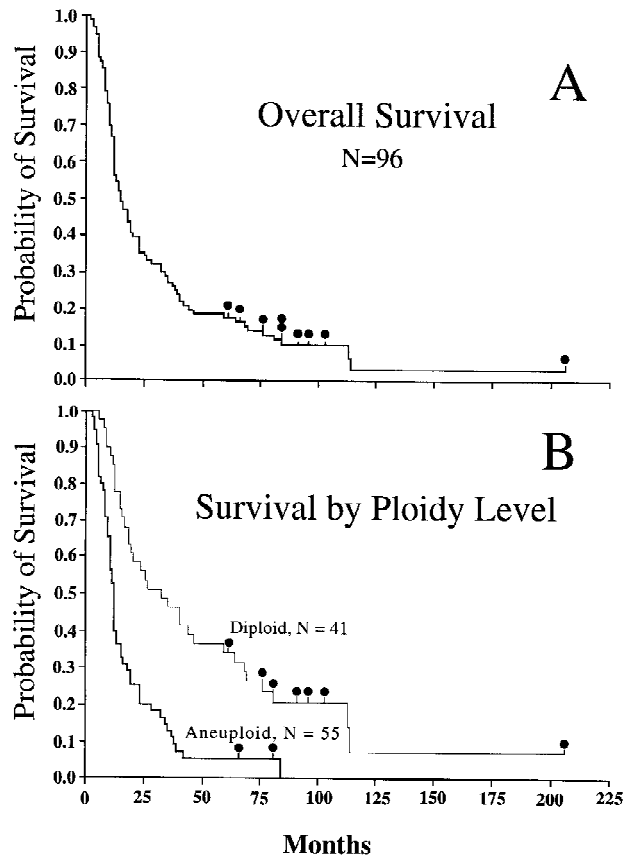 A
Overall Survival
N=96
Probability of Survival
1.0
0.9
0.8
0.7
0.6
0.5
0.4
0.3
0.2
0.1
0.0
B
Survival by Ploidy Level
Probability of Survival
1.0
0.9
0.8
0.7
0.6
0.5
0.4
0.3
0.2
0.1
0.0
Diploid, N = 41
Aneuploid, N = 55
0 25 50 75 100 125 150 175 200 225
Months